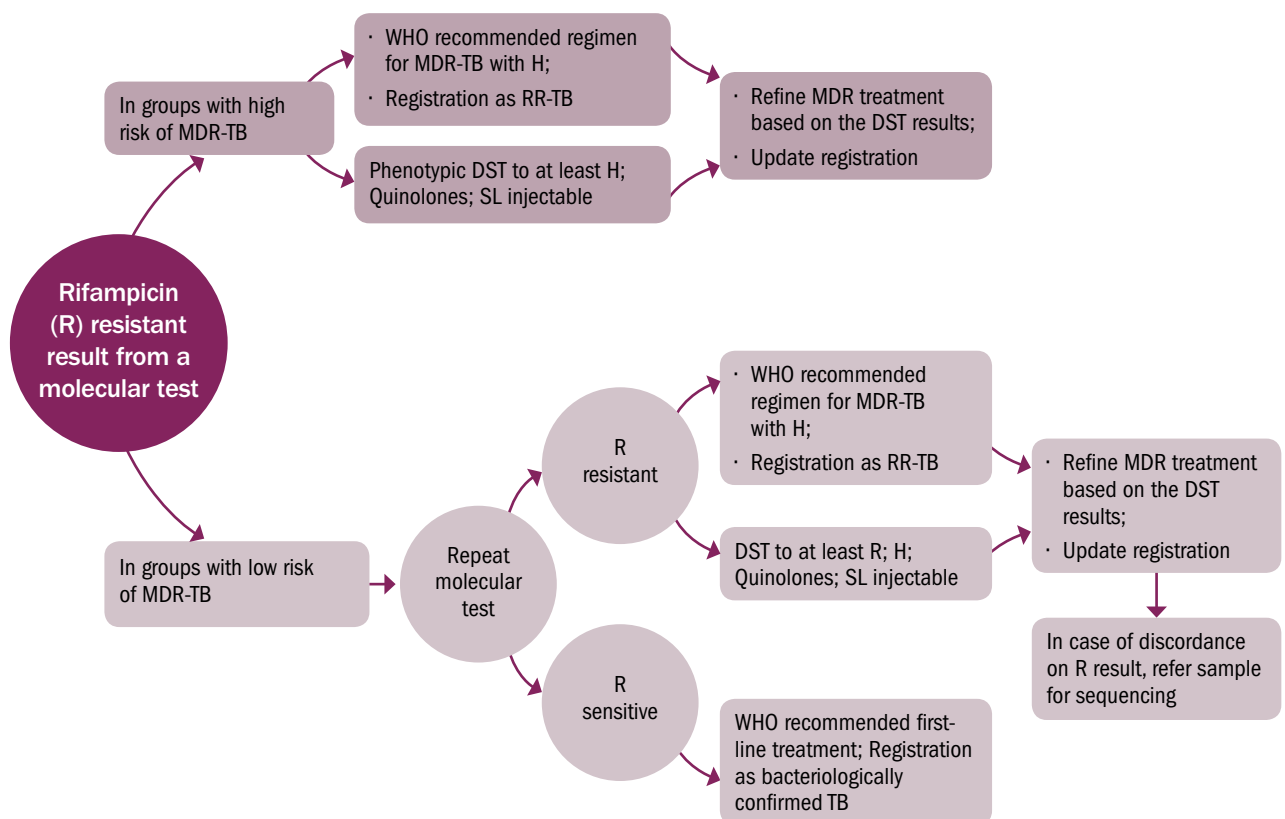 Rifampicin
(R) resistant
result from a
molecular test
In groups with high
risk of MDR-TB
· WHO recommended regimen
for MDR-TB with H;
· Registration as RR-TB
Phenotypic DST to at least H;
Quinolones; SL injectable
· Refine MDR treatment
based on the DST results;
· Update registration
In groups with low risk
of MDR-TB
Repeat
molecular
test
R
resistant
· WHO recommended
regimen for MDR-TB
with H;
· Registration as RR-TB
DST to at least R; H;
Quinolones; SL injectable
· Refine MDR treatment
based on the DST
results;
· Update registration
In case of discordance
on R result, refer sample
for sequencing
R
sensitive
WHO recommended first-
line treatment; Registration
as bacteriologically
confirmed TB